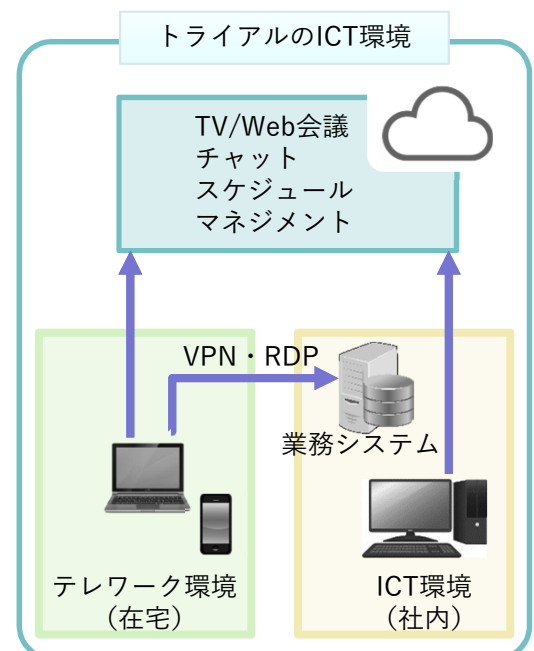 トライアルのICT環境
TV/Web会議
チャット
スケジュール
マネジメント
VPN・RDP
業務システム
テレワーク環境
（在宅）
ICT環境
（社内）